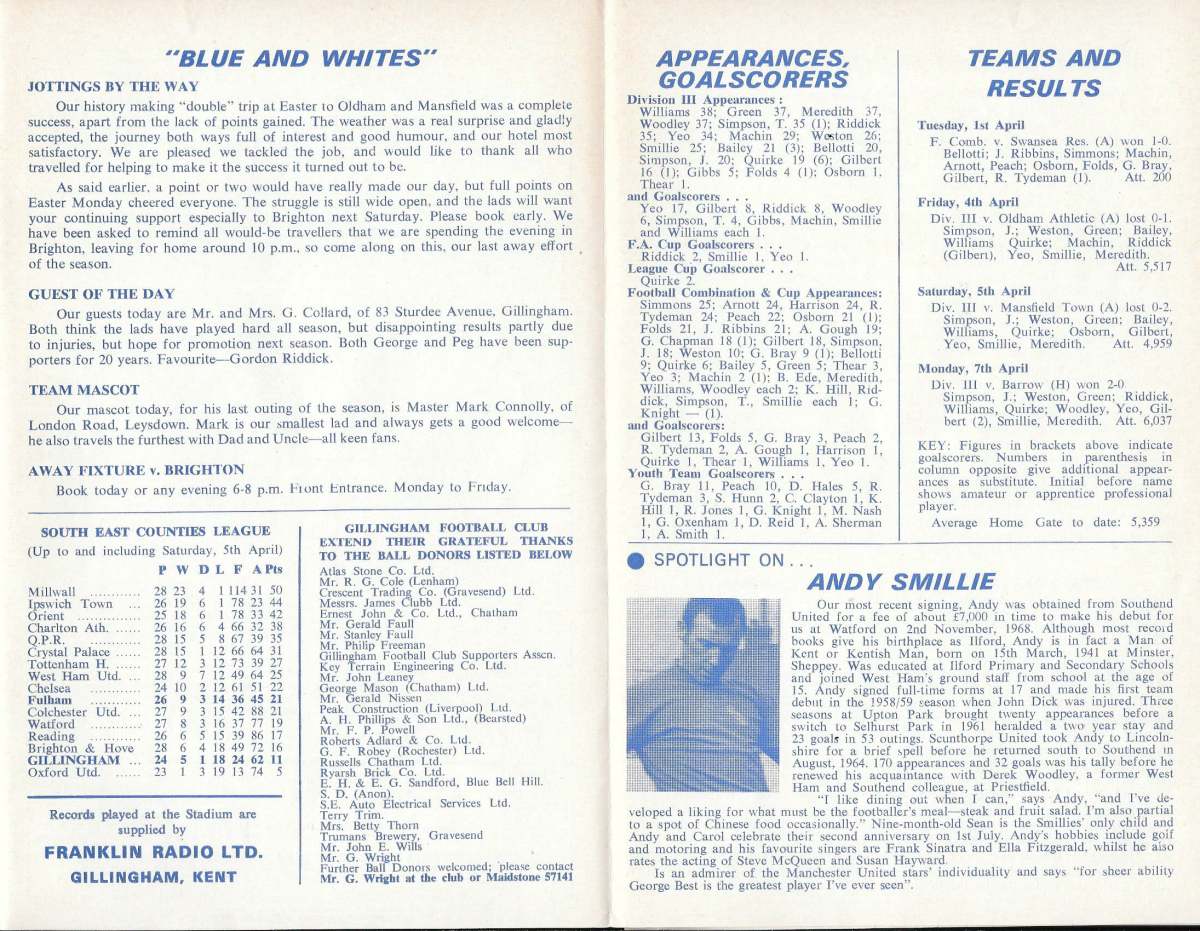 "BLUE AND WHITES"
JOTTINGS BY THE WAY
Our history making "double" trip at Easter to Oldham and Mansfield was a complete
success, apart from the lack of points gained. The weather was a real surprise and gladly
accepted, the journey both ways full of interest and good humour, and our hotel most
satisfactory. We are pleased we tackled the job, and would like to thank all who
travelled for helping to make it the success it turned out to be.
As said earlier, a point or two would have really made our day, but full points on
Easter Monday cheered everyone. The struggle is still wide open, and the lads will want
your continuing support especially to Brighton next Saturday. Please book early. We
have been asked to remind all would-be travellers that we are spending the evening in
Brighton, leaving for home around 10 p.m., so come along on this, our last away effort
of the season.
GUEST OF THE DAY
Our guests today are Mr. and Mrs. G. Collard, of 83 Sturdee Avenue, Gillingham.
Both think the lads have played hard all season, but disappointing results partly due
to injuries, but hope for promotion next season. Both George and Peg have been sup-
porters for 20 years. Favourite—Gordon Riddick.
TEAM MASCOT
Our mascot today, for his last outing of the season, is Master Mark Connolly, of
London Road, Leysdown. Mark is our smallest lad and always gets a good welcome—
he also travels the furthest with Dad and Uncle—all keen fans.
AWAY FIXTURE v. BRIGHTON
Book today or any evening 6-8 p.m. Front Entrance. Monday to Friday.
SOUTH EAST COUNTIES LEAGUE
(Up to and including Saturday, 5th April)
P W D L F A Pts
Millwall ............ 28 23 4 1 114 31 50
Ipswich Town ... 26 19 6 1 78 23 44
Orient ............... 25 18 6 1 78 33 42
Charlton Ath. ...... 26 16 6 4 66 32 38
Q.P.R. ............ 28 15 5 8 67 39 35
Crystal Palace ...... 28 15 1 12 66 64 31
Tottenham H. ...... 27 12 3 12 73 39 27
West Ham Utd. ... 28 9 7 12 49 64 25
Chelsea ............ 24 10 2 12 61 51 22
Fulham ............ 26 9 3 14 36 45 21
Colchester Utd. ... 27 9 3 15 42 88 21
Watford ............ 27 8 3 16 37 77 19
Reading ............ 26 6 5 15 39 86 17
Brighton & Hove 28 6 4 18 49 72 16
GILLINGHAM ... 24 5 1 18 24 62 11
Oxford Utd. ...... 23 1 3 19 13 74 5
Records played at the Stadium are
supplied by
FRANKLIN RADIO LTD.
GILLINGHAM, KENT
GILLINGHAM FOOTBALL CLUB
EXTEND THEIR GRATEFUL THANKS
TO THE BALL DONORS LISTED BELOW
Atlas Stone Co. Ltd.
Mr. R. G. Cole (Lenham)
Crescent Trading Co. (Gravesend) Ltd.
Messrs. James Clubb Ltd.
Ernest John & Co. Ltd., Chatham
Mr. Gerald Faull
Mr. Stanley Faull
Mr. Philip Freeman
Gillingham Football Club Supporters Asscn.
Key Terrain Engineering Co. Ltd.
Mr. John Leaney
George Mason (Chatham) Ltd.
Mr. Gerald Nissen
Peak Construction (Liverpool) Ltd.
A. H. Phillips & Son Ltd., (Bearsted)
Mr. F. P. Powell
Roberts Adlard & Co. Ltd.
G. F. Robey (Rochester) Ltd.
Russells Chatham Ltd.
Ryarsh Brick Co. Ltd.
E. H. & E. G. Sandford, Blue Bell Hill.
S. D. (Anon).
S.E. Auto Electrical Services Ltd.
Terry Trim.
Mrs. Betty Thorn
Trumans Brewery, Gravesend
Mr. John E. Wills
Mr. G. Wright
Further Ball Donors welcomed; please contact
Mr. G. Wright at the club or Maidstone 57141
APPEARANCES,
GOALSCORERS
Division III Appearances :
Williams 38; Green 37, Meredith 37,
Woodley 37; Simpson, T. 35 (1); Riddick
35; Yeo 34; Machin 29; Weston 26;
Smillie 25; Bailey 21 (3); Bellotti 20,
Simpson, J. 20; Quirke 19 (6); Gilbert
16 (1); Gibbs 5; Folds 4 (1); Osborn 1,
Thear 1.
and Goalscorers . . .
Yeo 17, Gilbert 8, Riddick 8, Woodley
6, Simpson, T. 4, Gibbs, Machin, Smillie
and Williams each 1.
F.A. Cup Goalscorers . . .
Riddick 2, Smillie 1, Yeo 1.
League Cup Goalscorer . . .
Quirke 2.
Football Combination & Cup Appearances:
Simmons 25; Arnott 24, Harrison 24, R.
Tydeman 24; Peach 22; Osborn 21 (1);
Folds 21, J. Ribbins 21; A. Gough 19;
G. Chapman 18 (1); Gilbert 18, Simpson,
J. 18; Weston 10; G. Bray 9 (1); Bellotti
9; Quirke 6; Bailey 5, Green 5; Thear 3,
Yeo 3; Machin 2 (1); B. Ede, Meredith,
Williams, Woodley each 2; K. Hill, Rid-
dick, Simpson, T., Smillie each 1; G.
Knight — (1).
and Goalscorers:
Gilbert 13, Folds 5, G. Bray 3, Peach 2,
R. Tydeman 2, A. Gough 1, Harrison 1,
Quirke 1, Thear 1, Williams 1, Yeo 1.
Youth Team Goalscorers . . .
G. Bray 11, Peach 10, D. Hales 5, R.
Tydeman 3, S. Hunn 2, C. Clayton 1, K.
Hill 1, R. Jones 1, G. Knight 1, M. Nash
1, G. Oxenham 1, D. Reid 1, A. Sherman
1, A. Smith 1.
TEAMS AND
RESULTS
Tuesday, 1st April
F. Comb. v. Swansea Res. (A) won 1-0.
Bellotti; J. Ribbins, Simmons; Machin,
Arnott, Peach; Osborn, Folds, G. Bray,
Gilbert, R. Tydeman (1). Att. 200
Friday, 4th April
Div. III v. Oldham Athletic (A) lost 0-1.
Simpson, J.; Weston, Green; Bailey,
Williams Quirke; Machin, Riddick
(Gilbert), Yeo, Smillie, Meredith.
Att. 5,517
Saturday, 5th April
Div. III v. Mansfield Town (A) lost 0-2.
Simpson, J.; Weston, Green; Bailey,
Williams, Quirke; Osborn, Gilbert,
Yeo, Smillie, Meredith. Att. 4,959
Monday, 7th April
Div. III v. Barrow (H) won 2-0
Simpson, J.; Weston, Green; Riddick,
Williams, Quirke; Woodley, Yeo, Gil-
bert (2), Smillie, Meredith. Att. 6,037
KEY: Figures in brackets above indicate
goalscorers. Numbers in parenthesis in
column opposite give additional appear-
ances as substitute. Initial before name
shows amateur or apprentice professional
player.
Average Home Gate to date: 5,359
SPOTLIGHT ON . . .
ANDY SMILLIE
Our most recent signing, Andy was obtained from Southend
United for a fee of about £7,000 in time to make his debut for
us at Watford on 2nd November, 1968. Although most record
books give his birthplace as Ilford, Andy is in fact a Man of
Kent or Kentish Man, born on 15th March, 1941 at Minster,
Sheppey. Was educated at Ilford Primary and Secondary Schools
and joined West Ham's ground staff from school at the age of
15. Andy signed full-time forms at 17 and made his first team
debut in the 1958/59 season when John Dick was injured. Three
seasons at Upton Park brought twenty appearances before a
switch to Selhurst Park in 1961 heralded a two year stay and
23 goals in 53 outings. Scunthorpe United took Andy to Lincoln-
shire for a brief spell before he returned south to Southend in
August, 1964. 170 appearances and 32 goals was his tally before he
renewed his acquaintance with Derek Woodley, a former West
Ham and Southend colleague, at Priestfield.
"I like dining out when I can," says Andy, "and I've de-
veloped a liking for what must be the footballer's meal—steak and fruit salad. I'm also partial
to a spot of Chinese food occasionally." Nine-month-old Sean is the Smillies' only child and
Andy and Carol celebrate their second anniversary on 1st July. Andy's hobbies include golf
and motoring and his favourite singers are Frank Sinatra and Ella Fitzgerald, whilst he also
rates the acting of Steve McQueen and Susan Hayward.
Is an admirer of the Manchester United stars' individuality and says "for sheer ability
George Best is the greatest player I've ever seen".